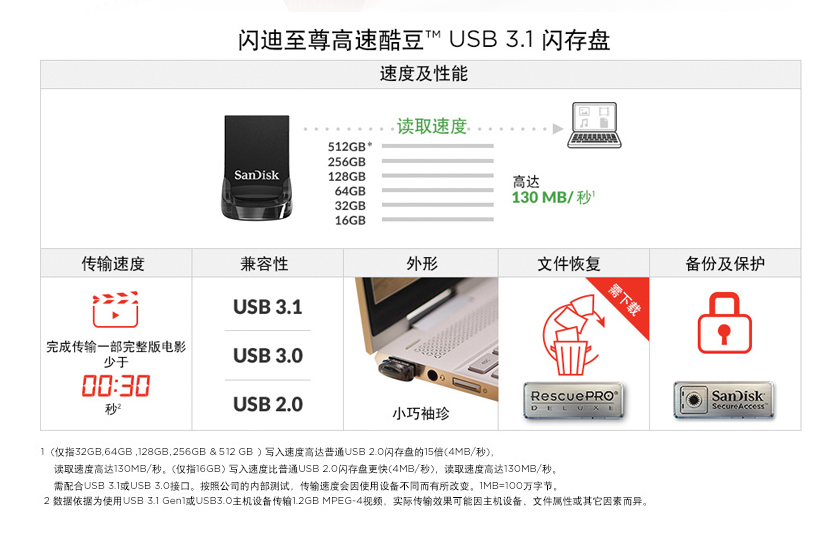 闪迪至尊高速酷豆™ USB 3.1 闪存盘
速度及性能
读取速度
512GB*
256GB
128GB
64GB
32GB
16GB
SanDisk
高达
130 MB/秒1
传输速度
兼容性
外形
文件恢复
备份及保护
完成传输一部完整版电影
少于
00:30
秒2
USB 3.1
USB 3.0
USB 2.0
小巧袖珍
需下载
RescuePRO®
DELUXE
SanDisk®
SecureAccess™
1（仅指32GB,64GB ,128GB,256GB & 512 GB ）写入速度高达普通USB 2.0闪存盘的15倍(4MB/秒),
读取速度高达130MB/秒。（仅指16GB) 写入速度比普通USB 2.0闪存盘更快(4MB/秒)，读取速度高达130MB/秒。
需配合USB 3.1或USB 3.0接口。按照公司的内部测试，传输速度会因使用设备不同而有所改变。1MB=100万字节。
2 数据依据为使用USB 3.1 Gen1或USB3.0主机设备传输1.2GB MPEG-4视频，实际传输效果可能因主机设备、文件属性或其它因素而异。